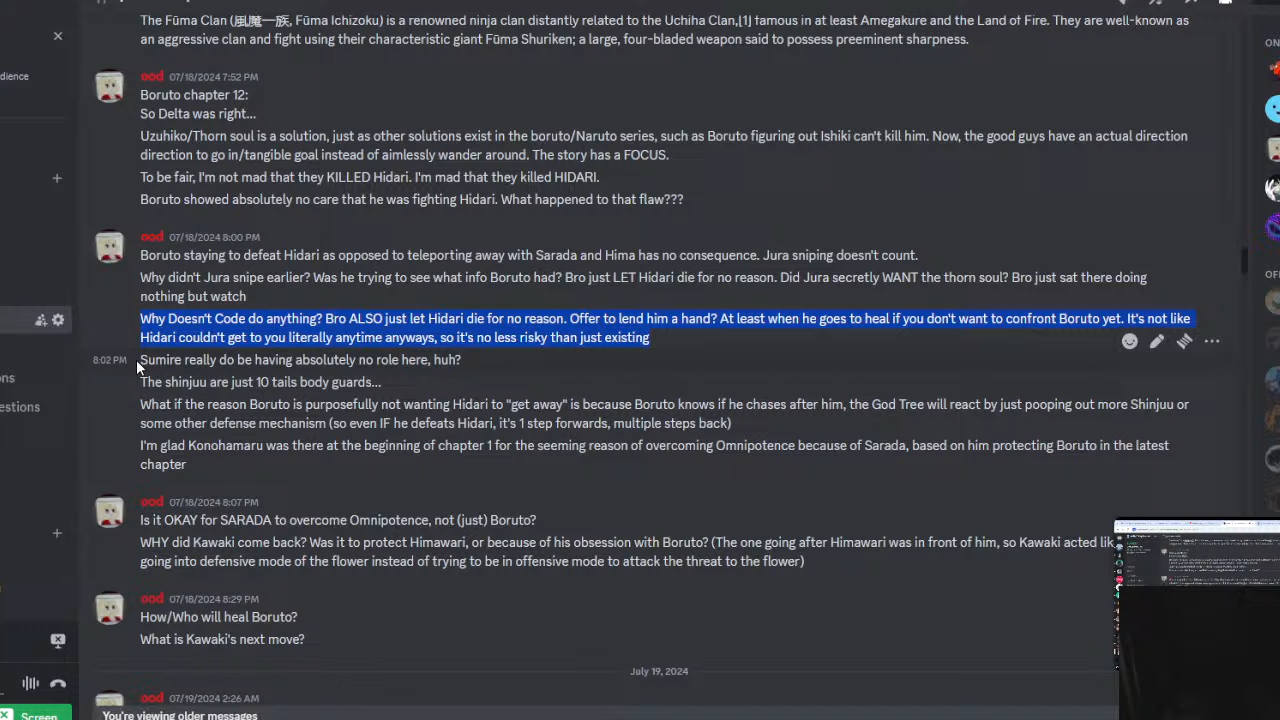 The Fūma Clan (風魔一族, Fūma Ichizoku) is a renowned ninja clan distantly related to the Uchiha Clan,[1] famous in at least Amegakure and the Land of Fire. They are well-known as
an aggressive clan and fight using their characteristic giant Fūma Shuriken; a large, four-bladed weapon said to possess preeminent sharpness.
dience
ood 07/18/2024 7:52 PM
Boruto chapter 12:
So Delta was right...
Uzuhiko/Thorn soul is a solution, just as other solutions exist in the boruto/Naruto series, such as Boruto figuring out Ishiki can't kill him. Now, the good guys have an actual direction
direction to go in/tangible goal instead of aimlessly wander around. The story has a FOCUS.
To be fair, I'm not mad that they KILLED Hidari. I'm mad that they killed HIDARI.
Boruto showed absolutely no care that he was fighting Hidari. What happened to that flaw???
ood 07/18/2024 8:00 PM
Boruto staying to defeat Hidari as opposed to teleporting away with Sarada and Hima has no consequence. Jura sniping doesn't count.
Why didn't Jura snipe earlier? Was he trying to see what info Boruto had? Bro just LET Hidari die for no reason. Did Jura secretly WANT the thorn soul? Bro just sat there doing
nothing but watch
Why Doesn't Code do anything? Bro ALSO just let Hidari die for no reason. Offer to lend him a hand? At least when he goes to heal if you don't want to confront Boruto yet. It's not like
Hidari couldn't get to you literally anytime anyways, so it's no less risky than just existing
8:02 PM Sumire really do be having absolutely no role here, huh?
The shinjuu are just 10 tails body guards...
ons
What if the reason Boruto is purposefully not wanting Hidari to "get away" is because Boruto knows if he chases after him, the God Tree will react by just pooping out more Shinjuu or
estions
some other defense mechanism (so even IF he defeats Hidari, it's 1 step forwards, multiple steps back)
I'm glad Konohamaru was there at the beginning of chapter 1 for the seeming reason of overcoming Omnipotence because of Sarada, based on him protecting Boruto in the latest
chapter
ood 07/18/2024 8:07 PM
Is it OKAY for SARADA to overcome Omnipotence, not (just) Boruto?
WHY did Kawaki come back? Was it to protect Himawari, or because of his obsession with Boruto? (The one going after Himawari was in front of him, so Kawaki acted lik
going into defensive mode of the flower instead of trying to be in offensive mode to attack the threat to the flower)
ood 07/18/2024 8:29 PM
How/Who will heal Boruto?
What is Kawaki's next move?
July 19, 2024
ood 07/19/2024 2:26 AM
You're viewing older messages
Screen
ON
OF